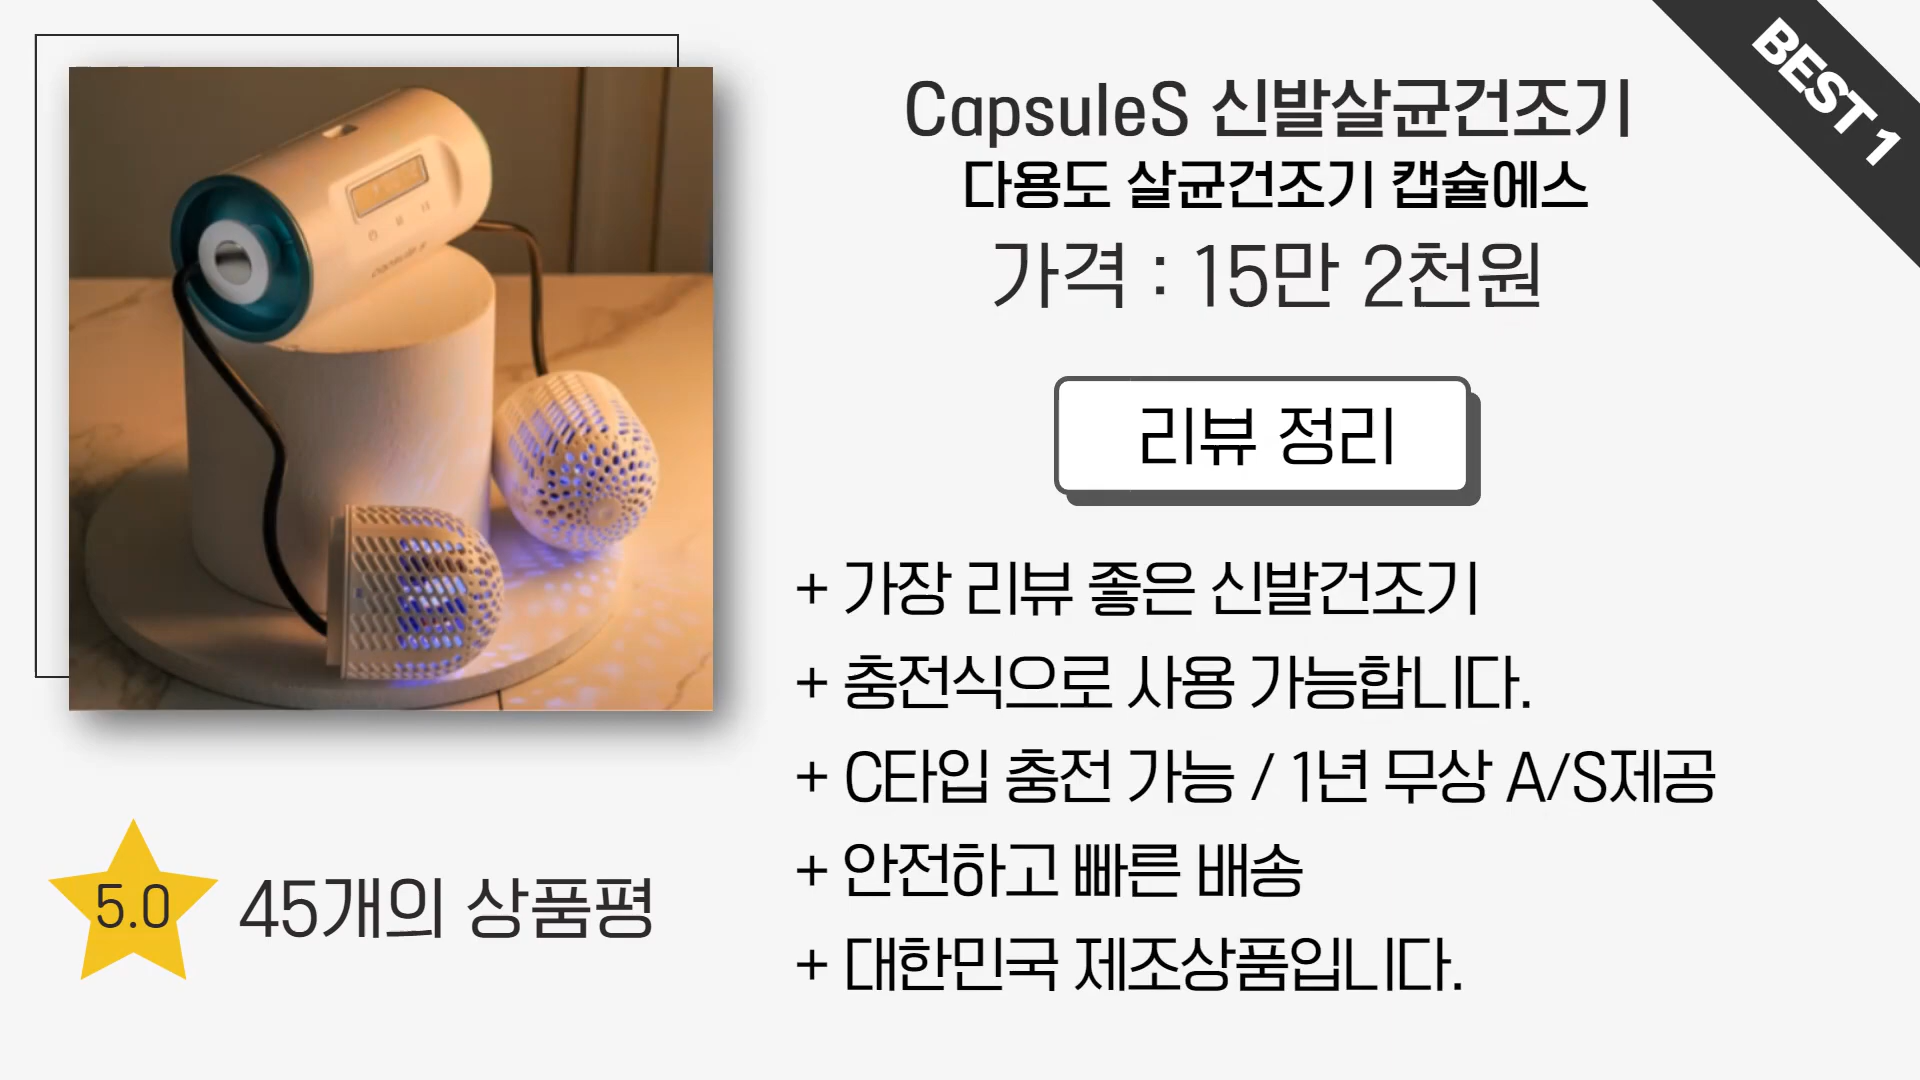 BEST 1
CapsuleS 신발살균건조기
다용도 살균건조기 캡슐에스
가격 : 15만 2천원
리뷰 정리
+ 가장 리뷰 좋은 신발건조기
+ 충전식으로 사용 가능합니다.
+ C타입 충전 가능 / 1년 무상 A/S제공
+ 안전하고 빠른 배송
+ 대한민국 제조상품입니다.
5.0
45개의 상품평
capsule s